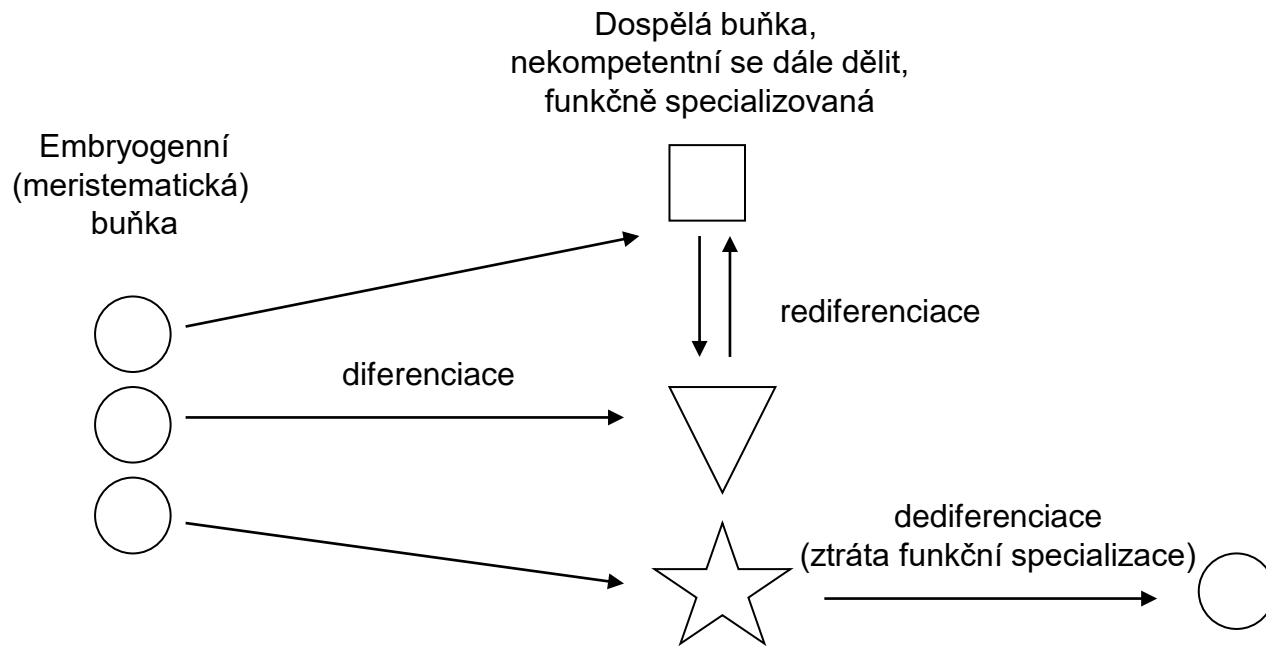 Dospělá buňka,
nekompetentní se dále dělit,
funkčně specializovaná
Embryogenní
(meristematická)
buňka
rediferenciace
diferenciace
dediferenciace
(ztráta funkční specializace)